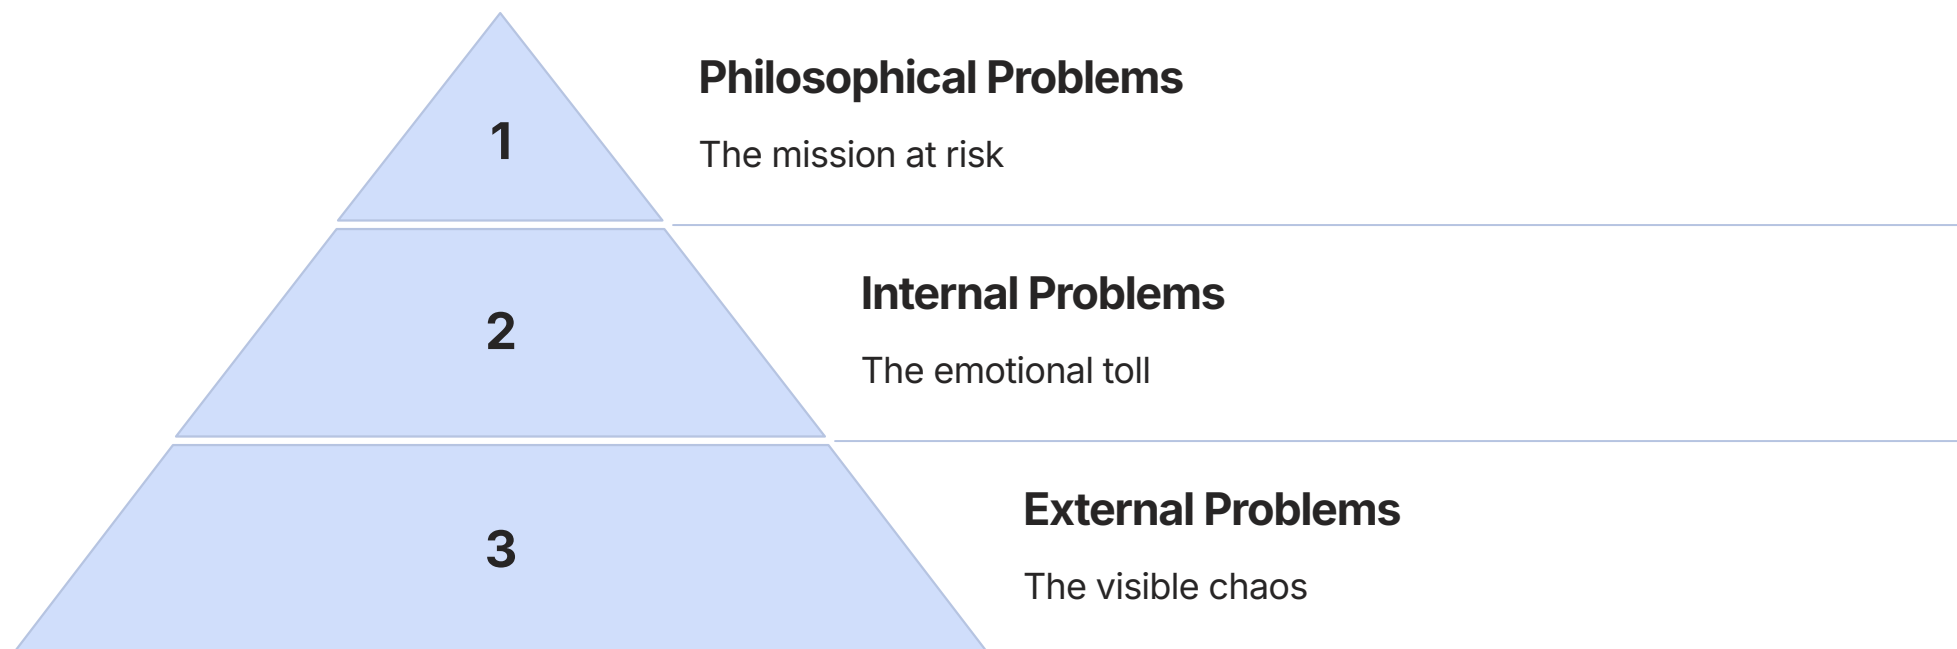 1
Philosophical Problems
The mission at risk
2
Internal Problems
The emotional toll
3
External Problems
The visible chaos